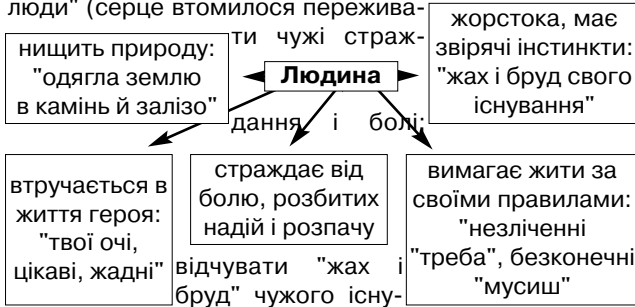 люди" (серце втомилося пережива-
ти чужі страж-
нищить природу:
"одягла землю
в камінь й залізо"
Людина
жорстока, має
звірячі інстинкти:
"жах і бруд свого
існування"
дання і болі;
втручається в
життя героя:
"твої очі,
цікаві, жадні"
страждає від
болю, розбитих
надій і розпачу
вимагає жити за
своїми правилами:
"незліченні
"треба", безконечні
"мусиш"
відчувати "жах і
бруд" чужого існу-